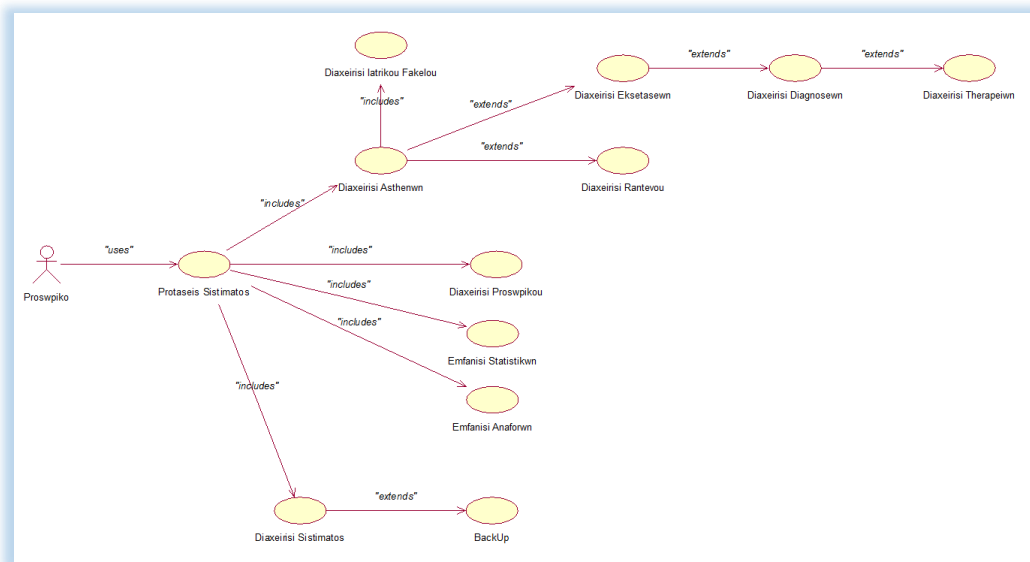 Diaxeirisi Iatrikou Fakelou
"includes"
"extends"
Diaxeirisi Eksetasewn
"extends"
Diaxeirisi Diagnosewn
"extends"
Diaxeirisi Therapeiwn
Diaxeirisi Asthenwn
"extends"
Diaxeirisi Rantevou
"includes"
Proswpiko
"uses"
Protaseis Sistimatos
"includes"
Diaxeirisi Proswpikou
"includes"
Emfanisi Statistikwn
"includes"
Emfanisi Anaforwn
"includes"
Diaxeirisi Sistimatos
"extends"
BackUp